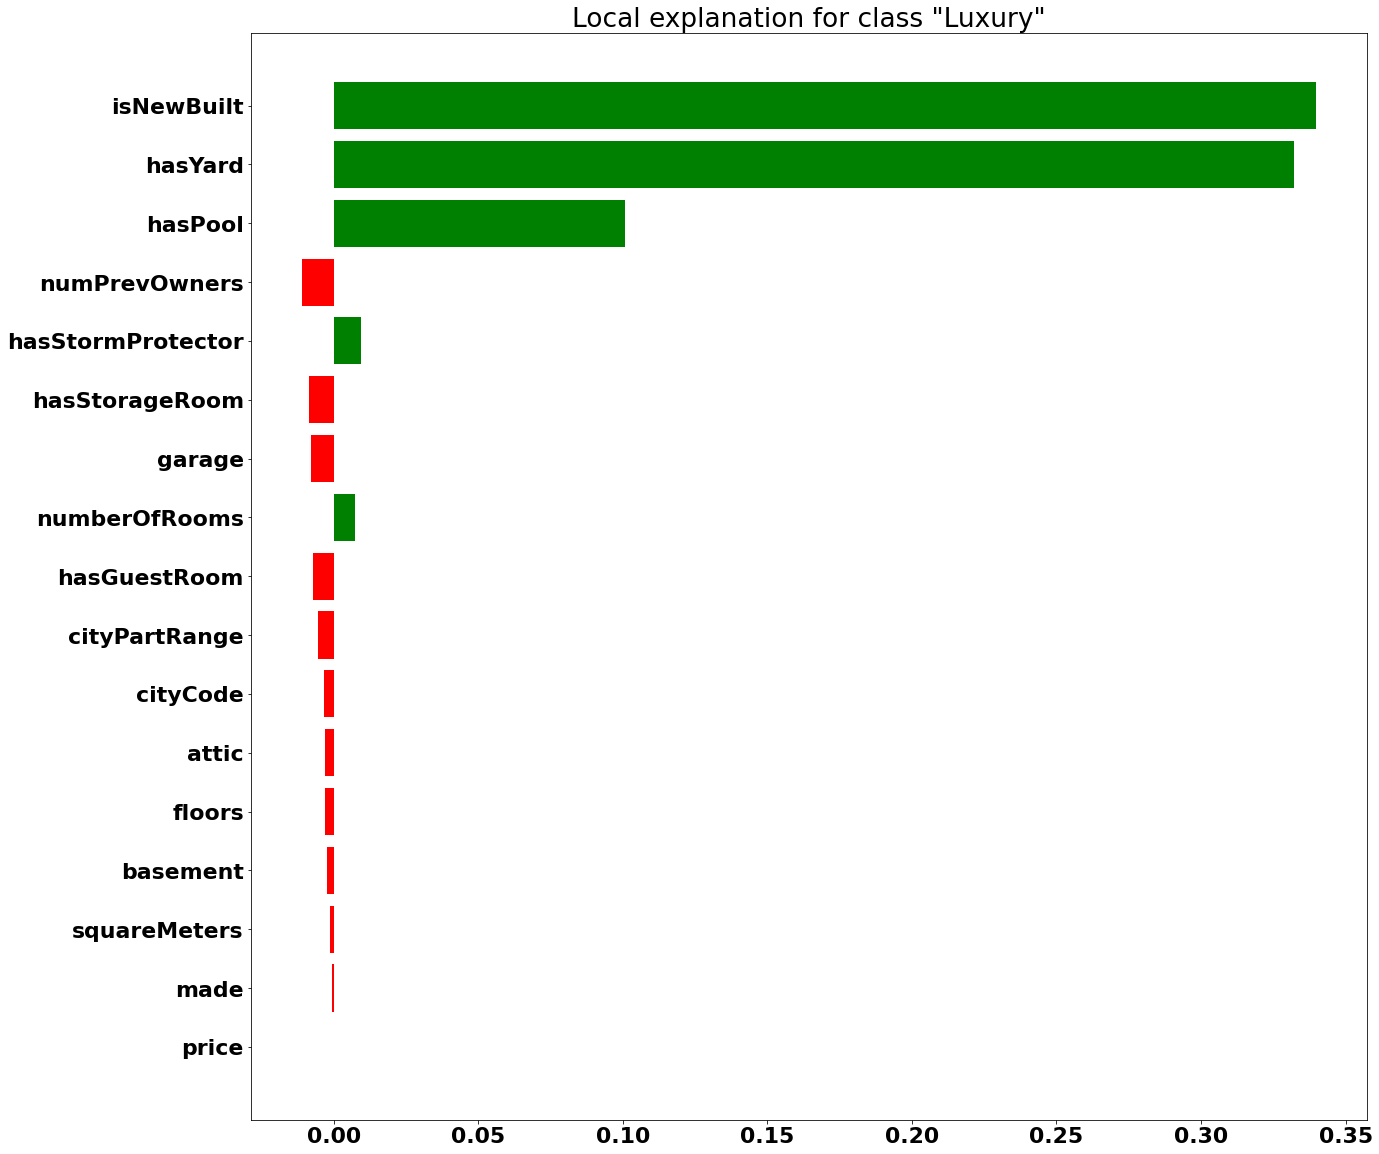 Local explanation for class "Luxury"
isNewBuilt
hasYard
hasPool
numPrevOwners
hasStormProtector
hasStorageRoom
garage
numberOfRooms
hasGuestRoom
cityPartRange
cityCode
attic
floors
basement
squareMeters
made
price
0.00 0.05 0.10 0.15 0.20 0.25 0.30 0.35